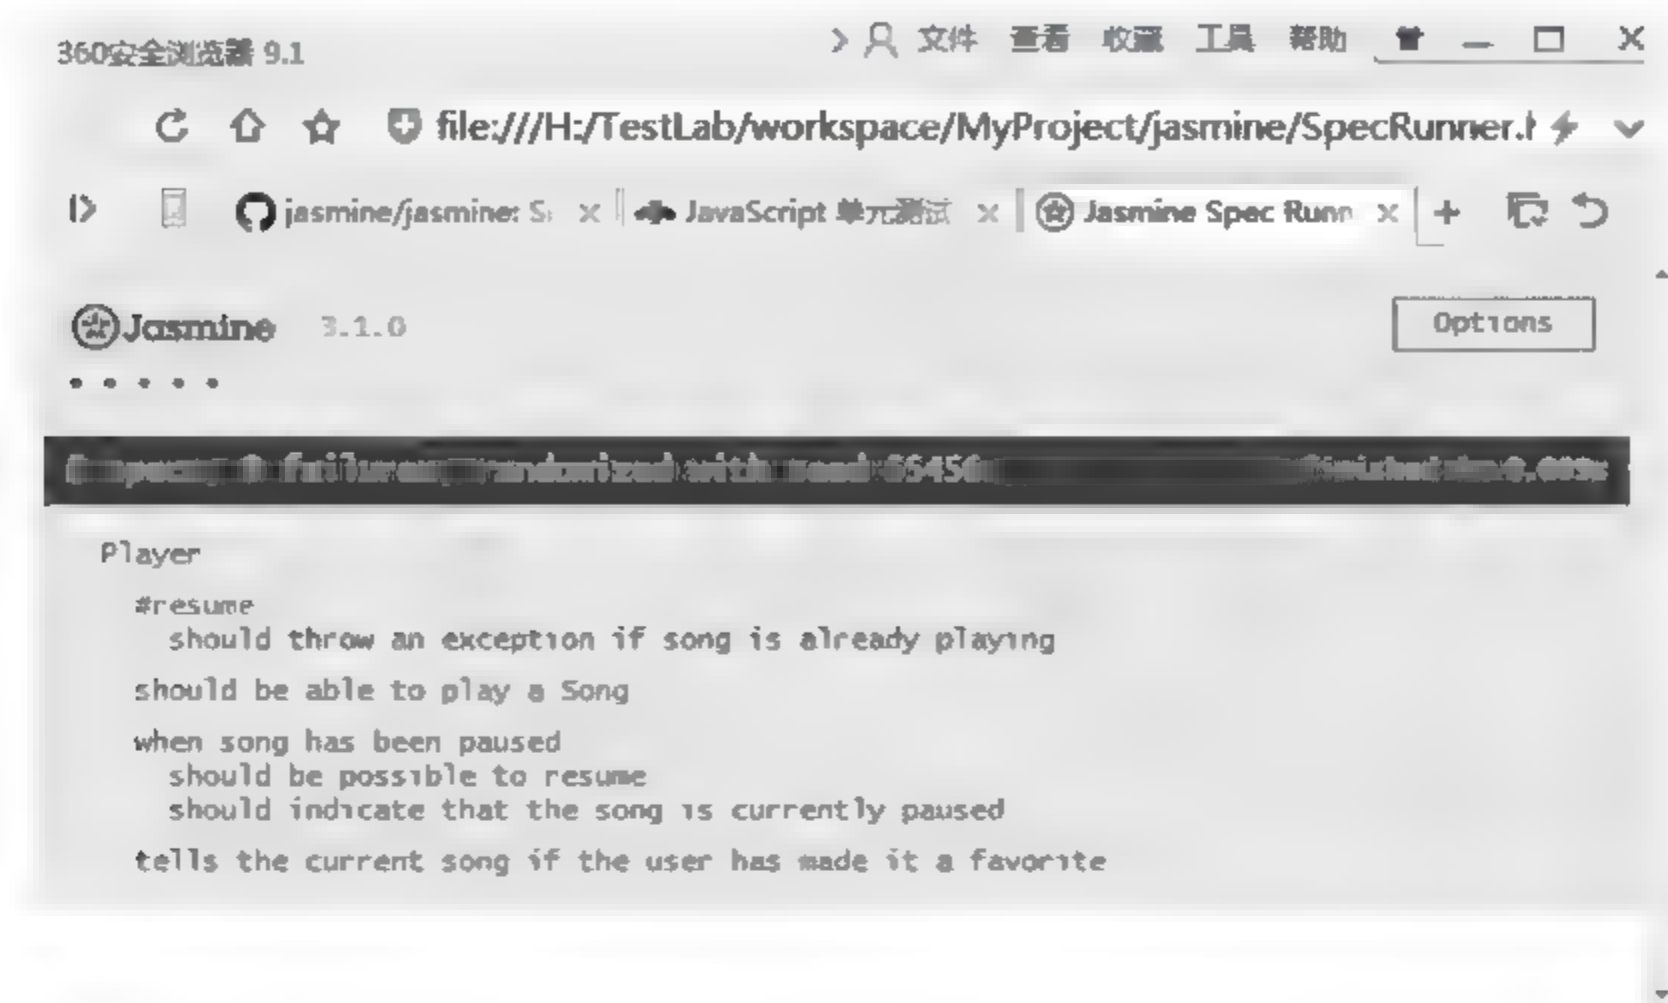 360安全浏览器 9.1
文件 查看 收藏 工具 帮助
file:///H:/TestLab/workspace/MyProject/jasmine/SpecRunner.
jasmine/jasmine: S
JavaScript 单元测试
Jasmine Spec Runn
Jasmine 3.1.0
Options
failures, randomized with seed
Player
#resume
should throw an exception if song is already playing
should be able to play a Song
when song has been paused
should be possible to resume
should indicate that the song is currently paused
tells the current song if the user has made it a favorite